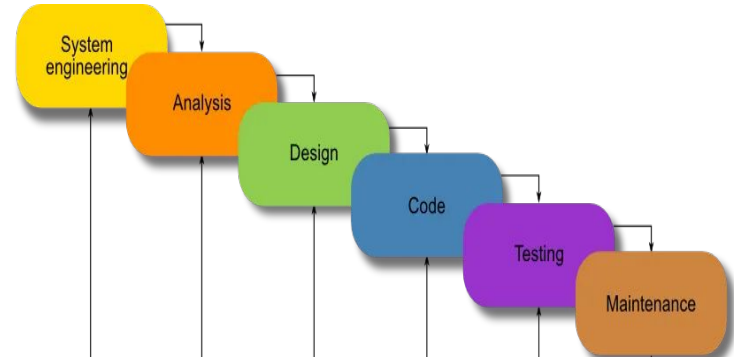 System
engineering
Analysis
Design
Code
Testing
Maintenance